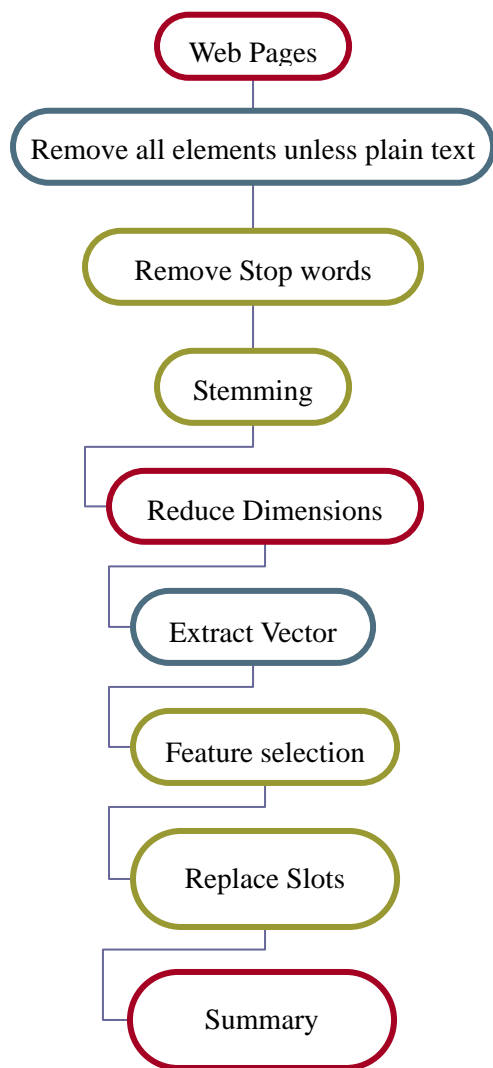 Web Pages
Remove all elements unless plain text
Remove Stop words
Stemming
Reduce Dimensions
Extract Vector
Feature selection
Replace Slots
Summary